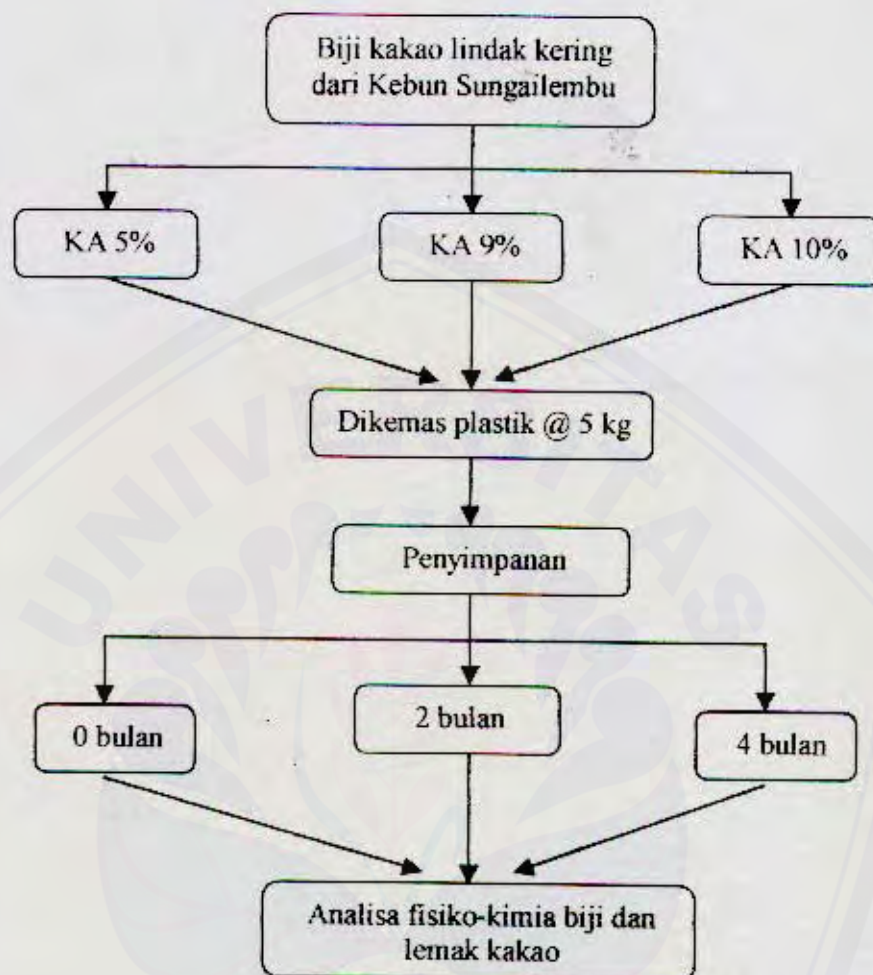 Biji kakao lindak kering
dari Kebun Sungailembu
KA 5%
KA 9%
KA 10%
Dikemas plastik @ 5 kg
Penyimpanan
0 bulan
2 bulan
4 bulan
Analisa fisiko-kimia biji dan
lemak kakao